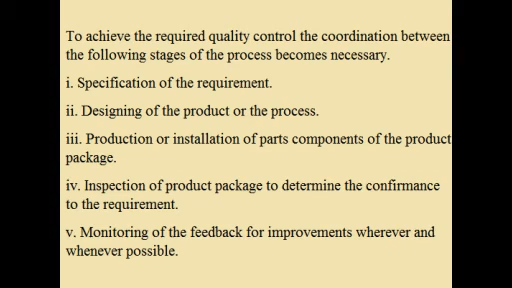 To achieve the required quality control the coordination between
the following stages of the process becomes necessary.
i. Specification of the requirement.
ii. Designing of the product or the process.
iii. Production or installation of parts components of the product
package.
iv. Inspection of product package to determine the confirmance
to the requirement.
v. Monitoring of the feedback for improvements wherever and
whenever possible.